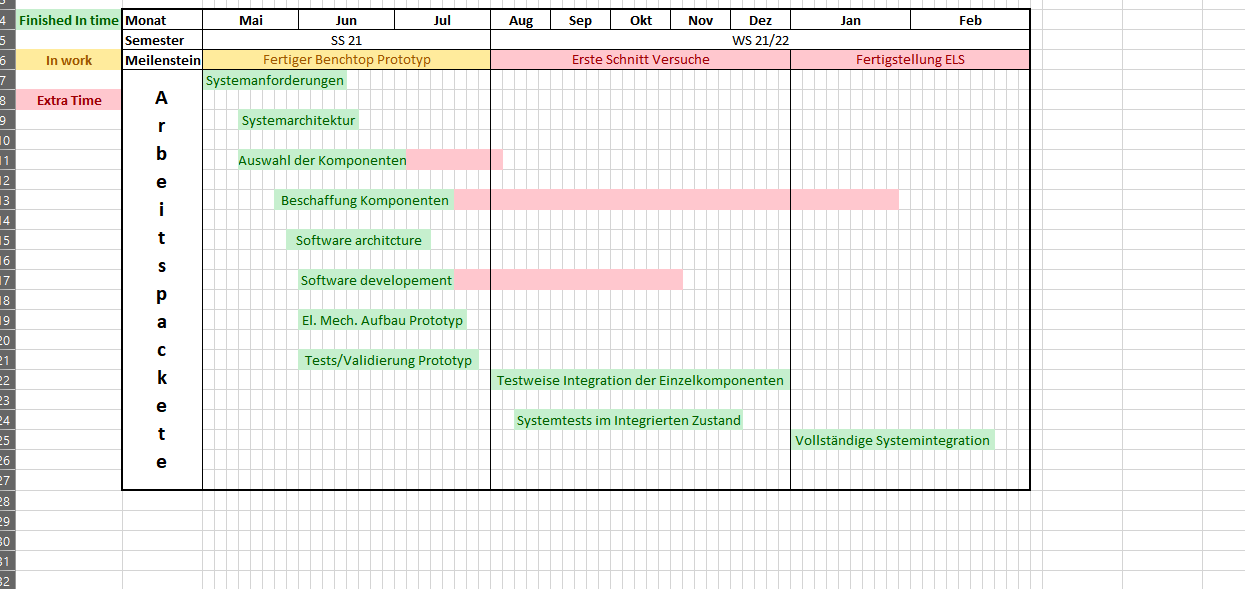 4 Finished In time Monat Mai Jun Jul Aug Sep Okt Nov Dez Jan Feb
5 Semester SS 21 WS 21/22
6 In work Meilenstein Fertiger Benchtop Prototyp Erste Schnitt Versuche Fertigstellung ELS
7 Systemanforderungen
8 Extra Time
9 Systemarchitektur
10
11 Auswahl der Komponenten
12
13 Beschaffung Komponenten
14
15 Software architcture
16
17 Software developement
18
19 El. Mech. Aufbau Prototyp
20
21 Tests/Validierung Prototyp
22 Testweise Integration der Einzelkomponenten
23
24 Systemtests im Integrierten Zustand
25 Vollständige Systemintegration
26
27
28
29
30
31
32
A
r
b
e
i
t
s
p
a
c
k
e
t
e